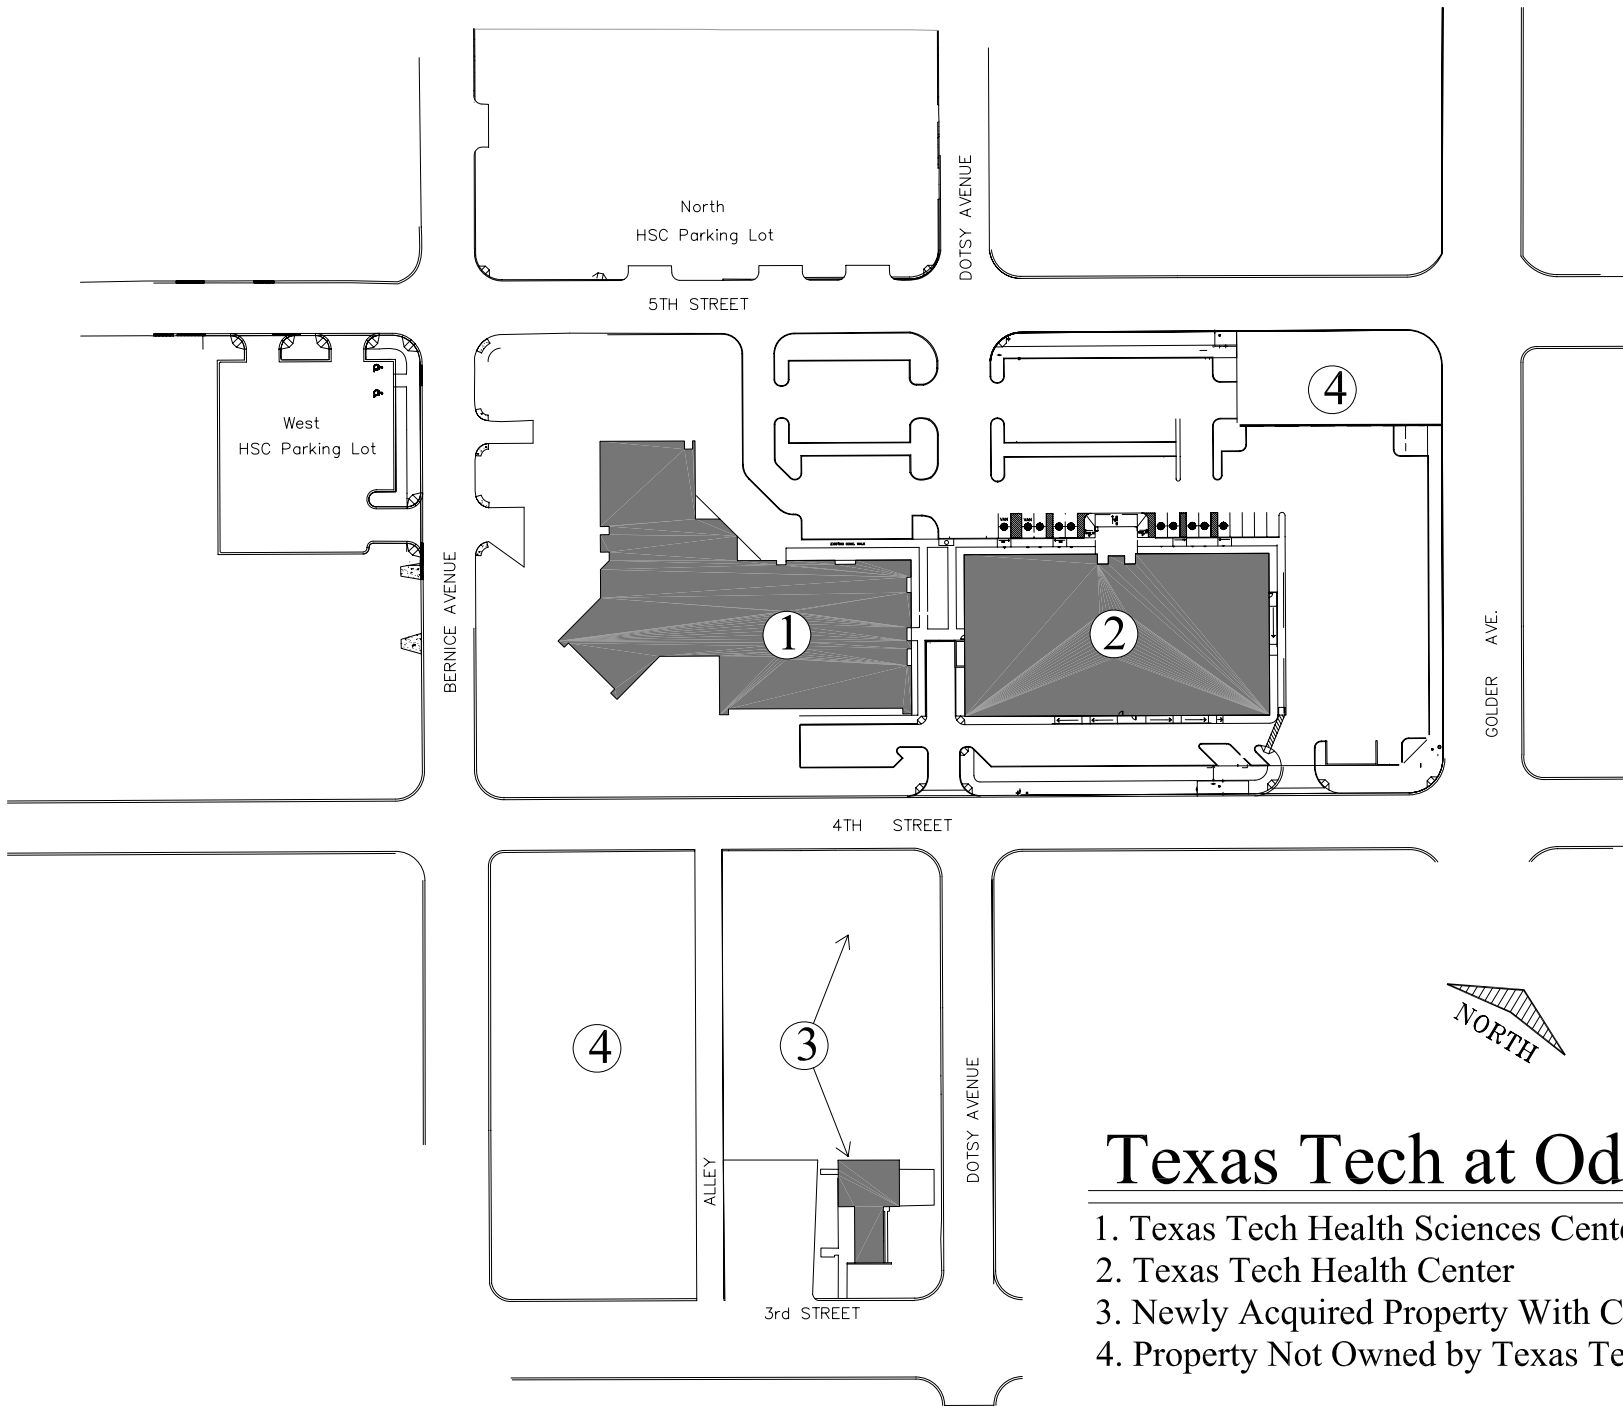 North
HSC Parking Lot
DOTSY AVENUE
5TH STREET
4
West
HSC Parking Lot
VAN
VAN
BERNICE AVENUE
1
2
GOLDER AVE.
4TH STREET
4
3
DOTSY AVENUE
NORTH
ALLEY
Texas Tech at Od
1. Texas Tech Health Sciences Cent
2. Texas Tech Health Center
3. Newly Acquired Property With C
4. Property Not Owned by Texas Te
3rd STREET